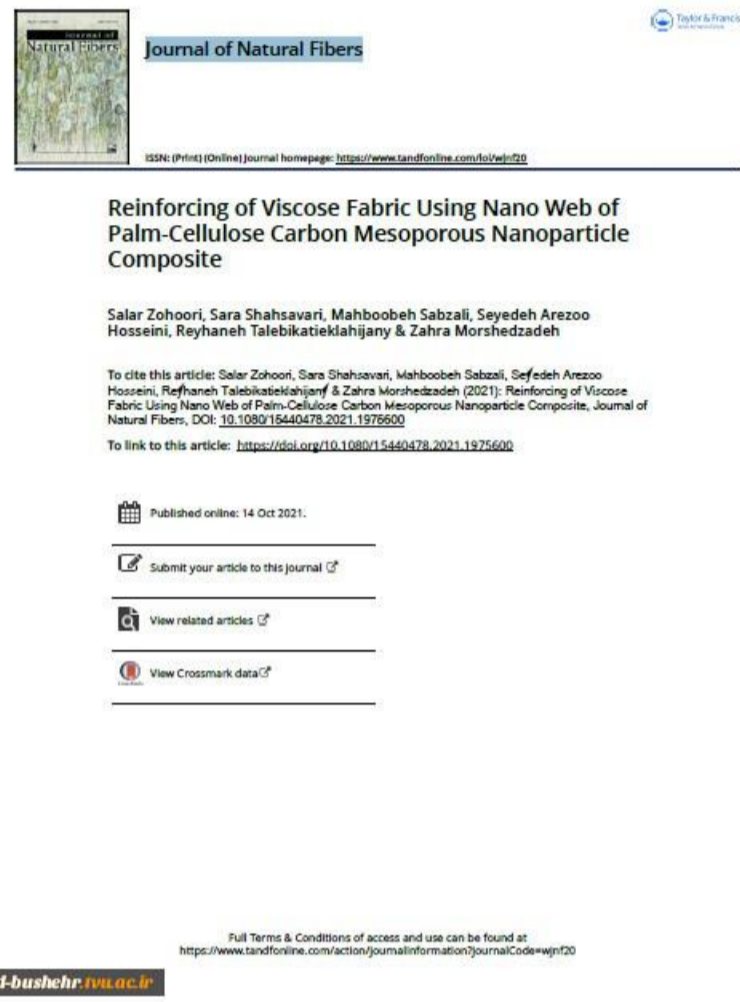 Journal of
Natural Fibers
Taylor & Francis
Journal of Natural Fibers
ISSN: (Print) (Online) Journal homepage: https://www.tandfonline.com/loi/wjnf20
Reinforcing of Viscose Fabric Using Nano Web of
Palm-Cellulose Carbon Mesoporous Nanoparticle
Composite
Salar Zohoori, Sara Shahsavari, Mahboobeh Sabzali, Seyedeh Arezoo
Hosseini, Reyhaneh Talebikatieklahijany & Zahra Morshedzadeh
To cite this article: Salar Zohoori, Sara Shahsavari, Mahboobeh Sabzali, Seyedeh Arezoo
Hosseini, Reyhaneh Talebikatieklahijany & Zahra Morshedzadeh (2021): Reinforcing of Viscose
Fabric Using Nano Web of Palm-Cellulose Carbon Mesoporous Nanoparticle Composite, Journal of
Natural Fibers, DOI: 10.1080/15440478.2021.1975600
To link to this article: https://doi.org/10.1080/15440478.2021.1975600
Published online: 14 Oct 2021.
Submit your article to this journal
View related articles
View Crossmark data
Full Terms & Conditions of access and use can be found at
https://www.tandfonline.com/action/journalInformation?journalCode=wjnf20
d-bushehr.tvu.ac.ir